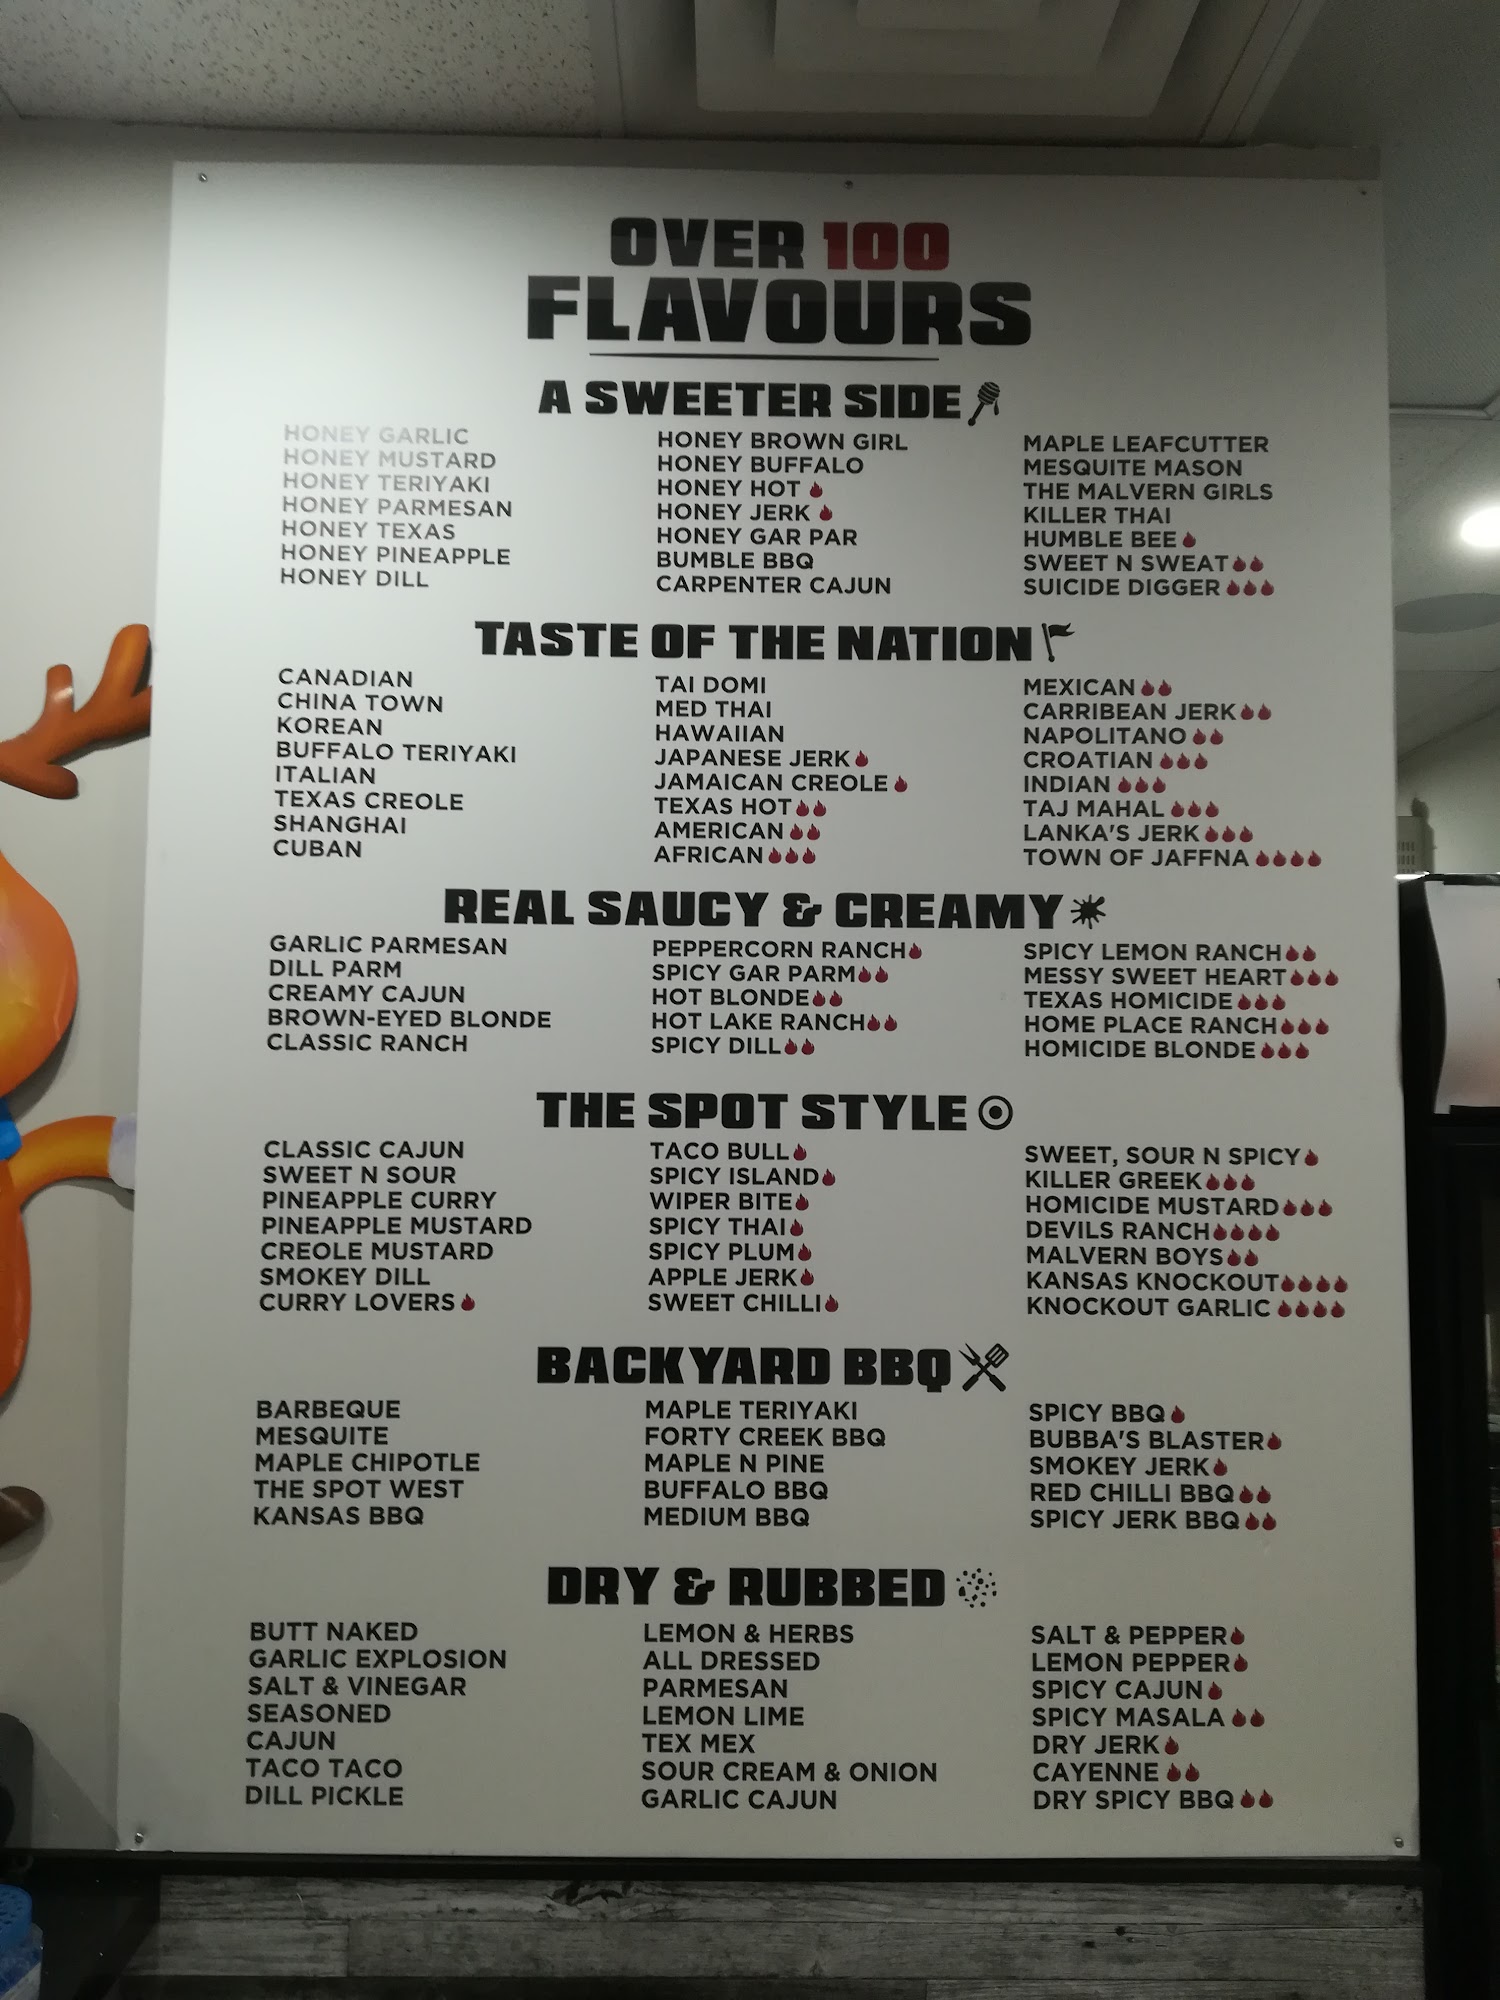 OVER 100
FLAVOURS
A SWEETER SIDE
HONEY GARLIC
HONEY MUSTARD
HONEY TERIYAKI
HONEY PARMESAN
HONEY TEXAS
HONEY PINEAPPLE
HONEY DILL
HONEY BROWN GIRL
HONEY BUFFALO
HONEY HOT
HONEY JERK
HONEY GAR PAR
BUMBLE BBQ
CARPENTER CAJUN
MAPLE LEAFCUTTER
MESQUITE MASON
THE MALVERN GIRLS
KILLER THAI
HUMBLE BEE
SWEET N SWEAT
SUICIDE DIGGER
TASTE OF THE NATION
CANADIAN
CHINA TOWN
KOREAN
BUFFALO TERIYAKI
ITALIAN
TEXAS CREOLE
SHANGHAI
CUBAN
TAI DOMI
MED THAI
HAWAIIAN
JAPANESE JERK
JAMAICAN CREOLE
TEXAS HOT
AMERICAN
AFRICAN
MEXICAN
CARRIBEAN JERK
NAPOLITANO
CROATIAN
INDIAN
TAJ MAHAL
LANKA'S JERK
TOWN OF JAFFNA
REAL SAUCY & CREAMY
GARLIC PARMESAN
DILL PARM
CREAMY CAJUN
BROWN-EYED BLONDE
CLASSIC RANCH
PEPPERCORN RANCH
SPICY GAR PARM
HOT BLONDE
HOT LAKE RANCH
SPICY DILL
SPICY LEMON RANCH
MESSY SWEET HEART
TEXAS HOMICIDE
HOME PLACE RANCH
HOMICIDE BLONDE
THE SPOT STYLE
CLASSIC CAJUN
SWEET N SOUR
PINEAPPLE CURRY
PINEAPPLE MUSTARD
CREOLE MUSTARD
SMOKEY DILL
CURRY LOVERS
TACO BULL
SPICY ISLAND
WIPER BITE
SPICY THAI
SPICY PLUM
APPLE JERK
SWEET CHILLI
SWEET, SOUR N SPICY
KILLER GREEK
HOMICIDE MUSTARD
DEVILS RANCH
MALVERN BOYS
KANSAS KNOCKOUT
KNOCKOUT GARLIC
BACKYARD BBQ
BARBEQUE
MESQUITE
MAPLE CHIPOTLE
THE SPOT WEST
KANSAS BBQ
MAPLE TERIYAKI
FORTY CREEK BBQ
MAPLE N PINE
BUFFALO BBQ
MEDIUM BBQ
SPICY BBQ
BUBBA'S BLASTER
SMOKEY JERK
RED CHILLI BBQ
SPICY JERK BBQ
DRY & RUBBED
BUTT NAKED
GARLIC EXPLOSION
SALT & VINEGAR
SEASONED
CAJUN
TACO TACO
DILL PICKLE
LEMON & HERBS
ALL DRESSED
PARMESAN
LEMON LIME
TEX MEX
SOUR CREAM & ONION
GARLIC CAJUN
SALT & PEPPER
LEMON PEPPER
SPICY CAJUN
SPICY MASALA
DRY JERK
CAYENNE
DRY SPICY BBQ